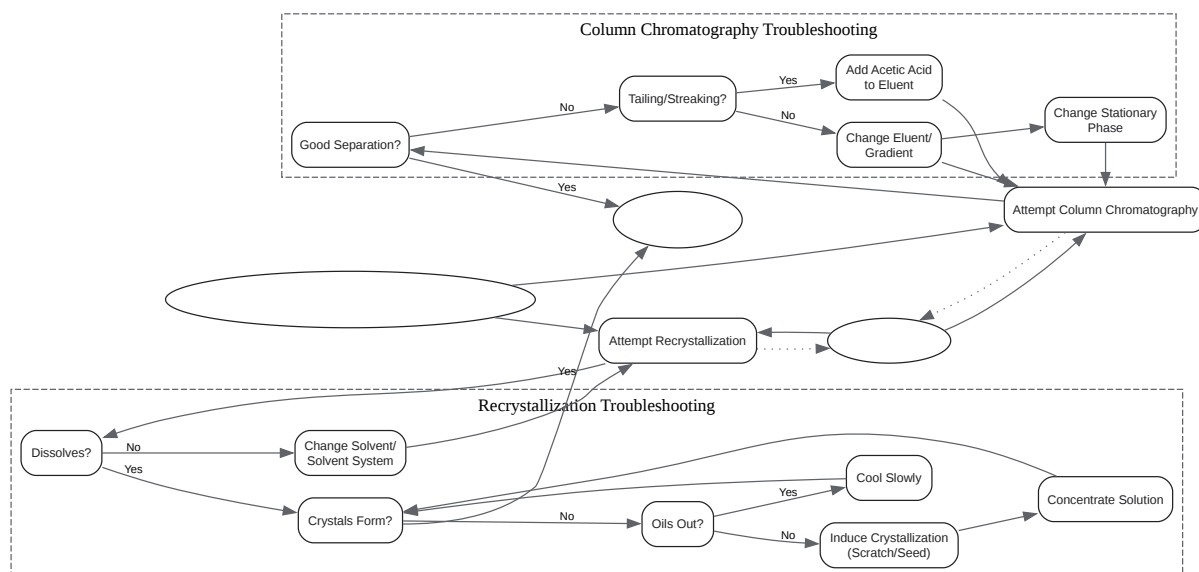 Column Chromatography Troubleshooting
Add Acetic Acid
to Eluent
Yes
Tailing/Streaking?
No
No
Change Stationary
Phase
Good Separation?
Change Eluent/
Gradient
Yes
Attempt Column Chromatography
Attempt Recrystallization
Yes
Recrystallization Troubleshooting
Dissolves?
No
Change Solvent/
Solvent System
Yes
Cool Slowly
Yes
Concentrate Solution
Crystals Form?
No
Oils Out?
No
Induce Crystallization
(Scratch/Seed)